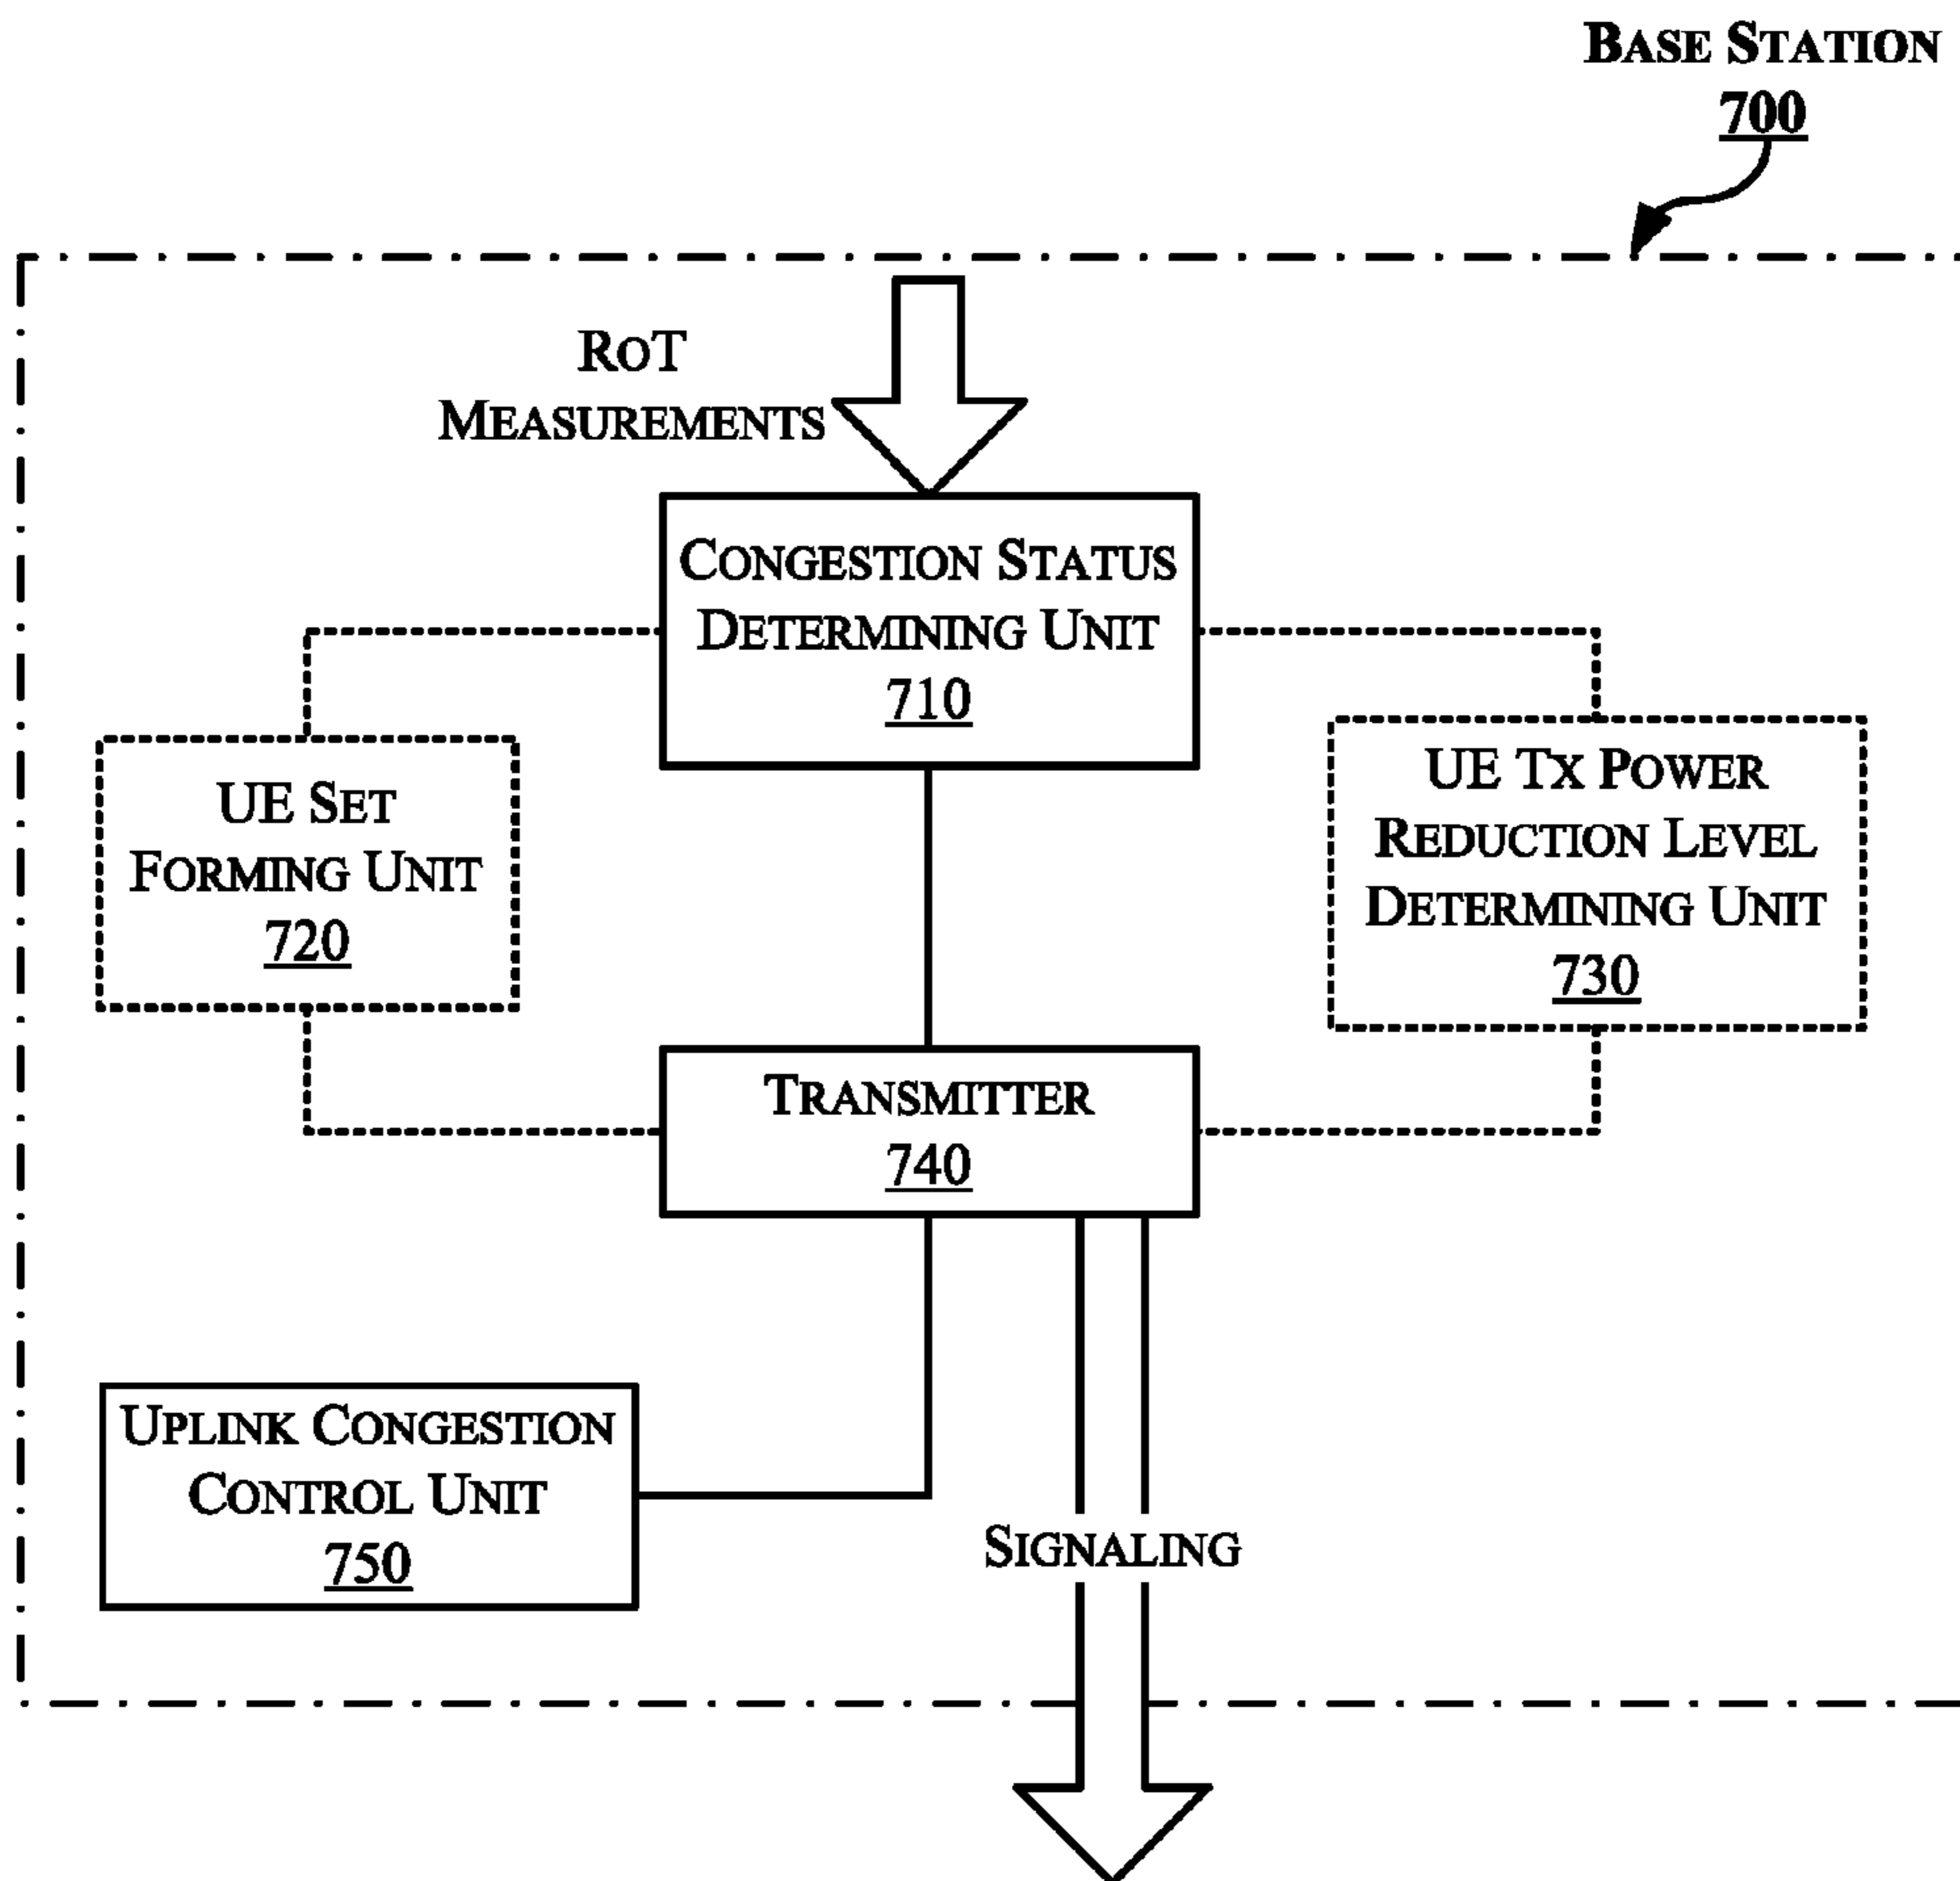 BASE STATION
700
ROT
MEASUREMENTS
CONGESTION STATUS
DETERMINING UNIT
710
UE SET
FORMING UNIT
720
UE TX POWER
REDUCTION LEVEL
DETERMINING UNIT
730
TRANSMITTER
740
UPLINK CONGESTION
CONTROL UNIT
750
SIGNALING